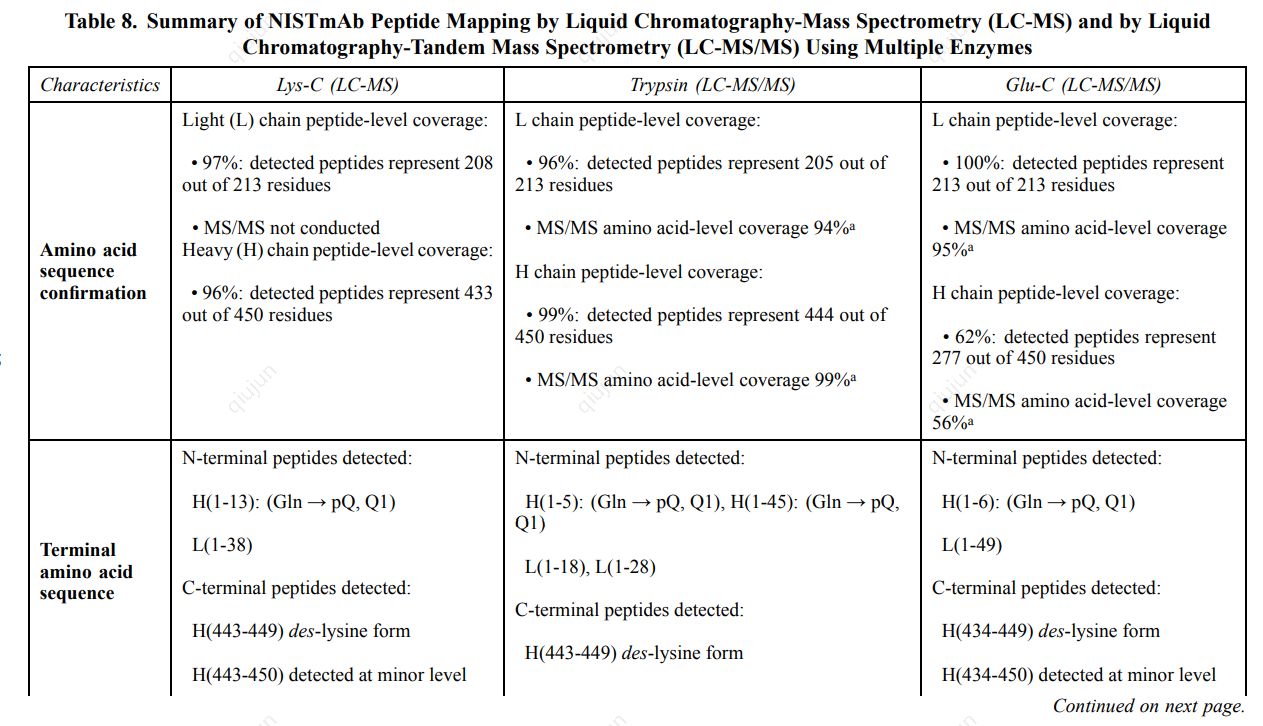 Table 8. Summary of NISTmAb Peptide Mapping by Liquid Chromatography-Mass Spectrometry (LC-MS) and by Liquid
Chromatography-Tandem Mass Spectrometry (LC-MS/MS) Using Multiple Enzymes
Characteristics
Lys-C (LC-MS)
Trypsin (LC-MS/MS)
Glu-C (LC-MS/MS)
Amino acid
sequence
confirmation
Light (L) chain peptide-level coverage:
• 97%: detected peptides represent 208
out of 213 residues
• MS/MS not conducted
Heavy (H) chain peptide-level coverage:
• 96%: detected peptides represent 433
out of 450 residues
L chain peptide-level coverage:
• 96%: detected peptides represent 205 out of
213 residues
• MS/MS amino acid-level coverage 94%ᵃ
H chain peptide-level coverage:
• 99%: detected peptides represent 444 out of
450 residues
• MS/MS amino acid-level coverage 99%ᵃ
L chain peptide-level coverage:
• 100%: detected peptides represent
213 out of 213 residues
• MS/MS amino acid-level coverage
95%ᵃ
H chain peptide-level coverage:
• 62%: detected peptides represent
277 out of 450 residues
• MS/MS amino acid-level coverage
56%ᵃ
Terminal
amino acid
sequence
N-terminal peptides detected:
H(1-13): (Gln → pQ, Q1)
L(1-38)
C-terminal peptides detected:
H(443-449) des-lysine form
H(443-450) detected at minor level
N-terminal peptides detected:
H(1-5): (Gln → pQ, Q1), H(1-45): (Gln → pQ,
Q1)
L(1-18), L(1-28)
C-terminal peptides detected:
H(443-449) des-lysine form
N-terminal peptides detected:
H(1-6): (Gln → pQ, Q1)
L(1-49)
C-terminal peptides detected:
H(434-449) des-lysine form
H(434-450) detected at minor level
Continued on next page.
qiujun
qiujun
qiujun
qiujun
qiujun
qiujun